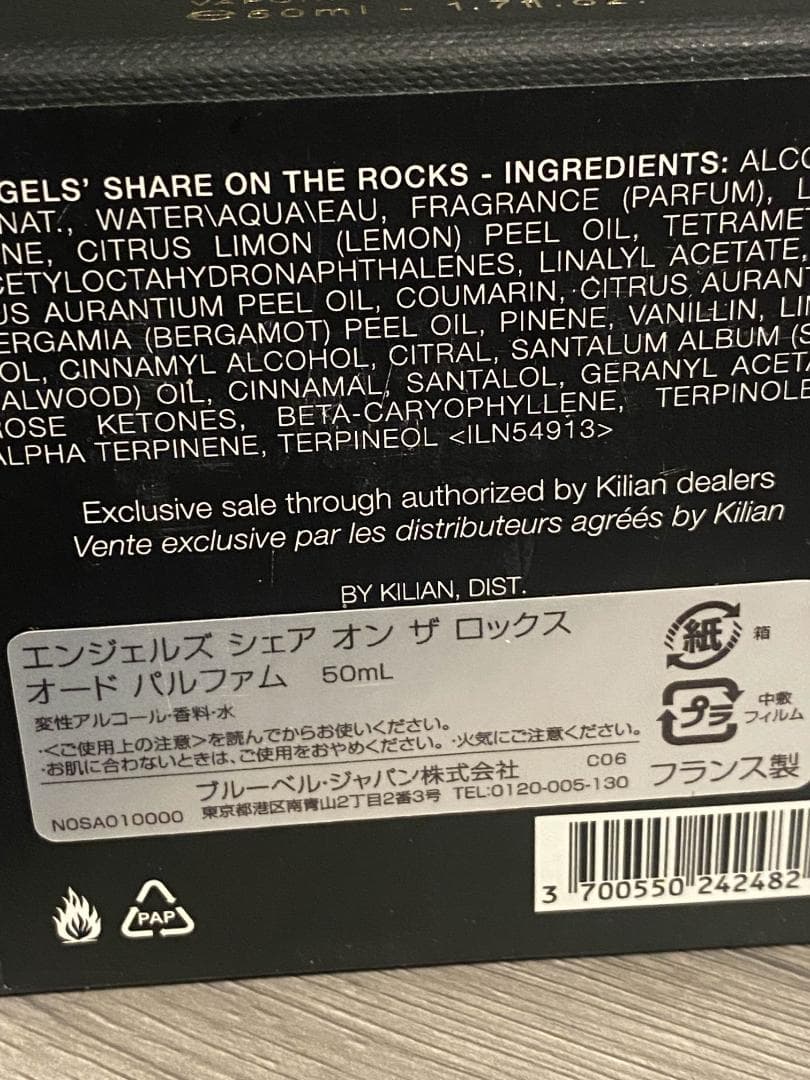 50ml - 1.7fl.oz.
GELS' SHARE ON THE ROCKS - INGREDIENTS: ALCO
NAT., WATER\AQUA\EAU, FRAGRANCE (PARFUM), L
NE, CITRUS LIMON (LEMON) PEEL OIL, TETRAME
CETYLOCTAHYDRONAPHTHALENES, LINALYL ACETATE,
US AURANTIUM PEEL OIL, COUMARIN, CITRUS AURAN
ERGAMIA (BERGAMOT) PEEL OIL, PINENE, VANILLIN, LI
OL, CINNAMYL ALCOHOL, CITRAL, SANTALUM ALBUM (S
ALWOOD) OIL, CINNAMAL, SANTALOL, GERANYL ACETA
ROSE KETONES, BETA-CARYOPHYLLENE, TERPINOLE
ALPHA TERPINENE, TERPINEOL <ILN54913>
Exclusive sale through authorized by Kilian dealers
Vente exclusive par les distributeurs agréés by Kilian
BY KILIAN, DIST.
エンジェルズ シェア オン ザ ロックス
オード パルファム 50mL
変性アルコール・香料・水
・<ご使用上の注意>を読んでからお使いください。
・お肌に合わないときは、ご使用をおやめください。・火気にご注意ください。
ブルーベル・ジャパン株式会社 C06
N0SA010000 東京都港区南青山2丁目2番3号 TEL:0120-005-130
紙 箱
プラ 中敷
フィルム
フランス製
3 700550 242482
PAP